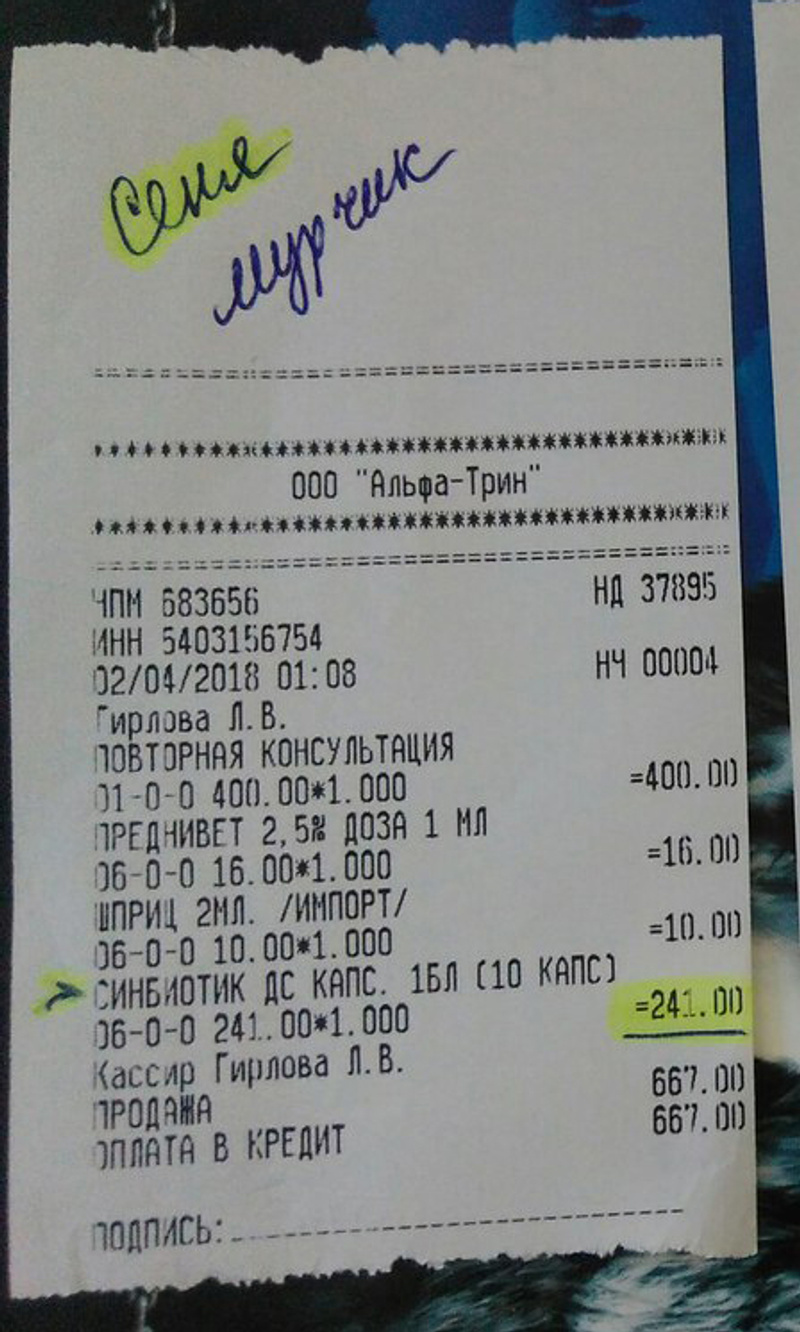 Сеня
Мурчик
ООО "Альфа-Трин"
ЧПМ 683656 НД 37895
ИНН 5403156754
02/04/2018 01:08 НЧ 00004
Гирлова Л.В.
ПОВТОРНАЯ КОНСУЛЬТАЦИЯ
01-0-0 400.00*1.000 =400.00
ПРЕДНИВЕТ 2,5% ДОЗА 1 МЛ
06-0-0 16.00*1.000 =16.00
ШПРИЦ 2МЛ. /ИМПОРТ/
06-0-0 10.00*1.000 =10.00
СИНБИОТИК ДС КАПС. 1БЛ (10 КАПС)
06-0-0 241.00*1.000 =241.00
Кассир Гирлова Л.В.
ПРОДАЖА 667.00
ОПЛАТА В КРЕДИТ 667.00
ПОДПИСЬ: